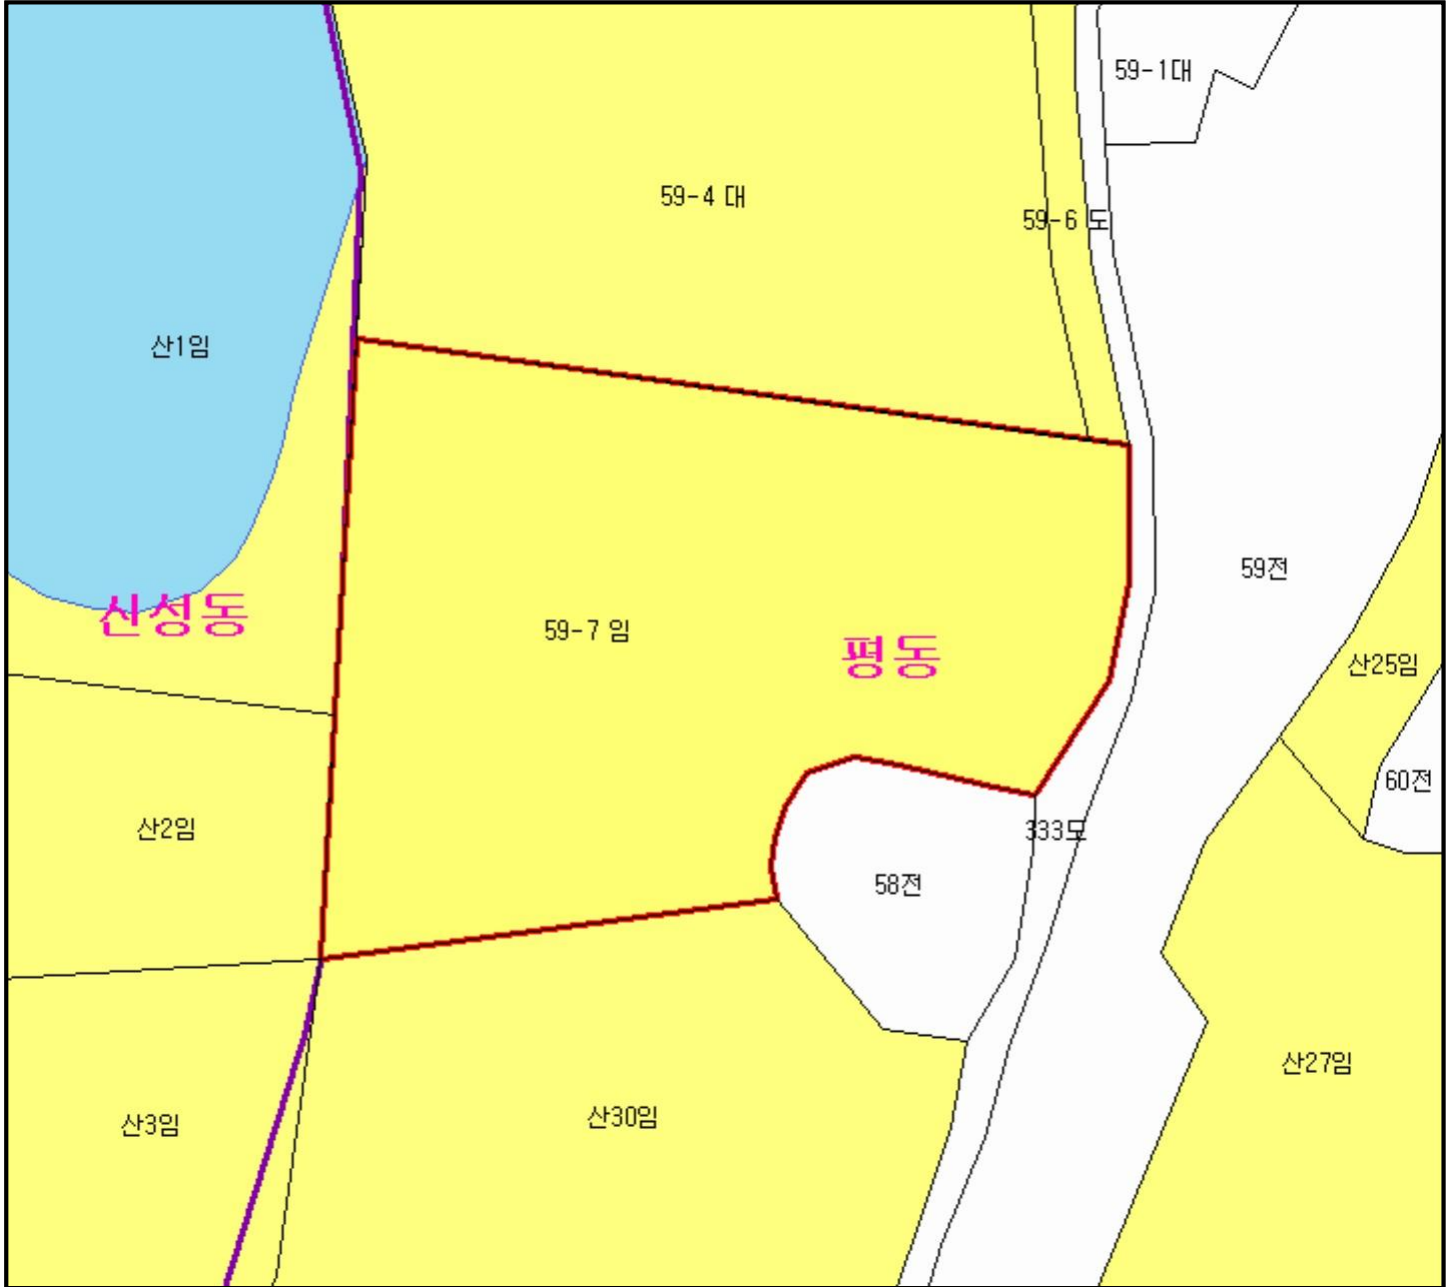 59-1대
59-4 대
59-6 도
산1임
59전
신성동
59-7 임
평동
산25임
60전
산2임
333도
58전
산27임
산3임
산30임